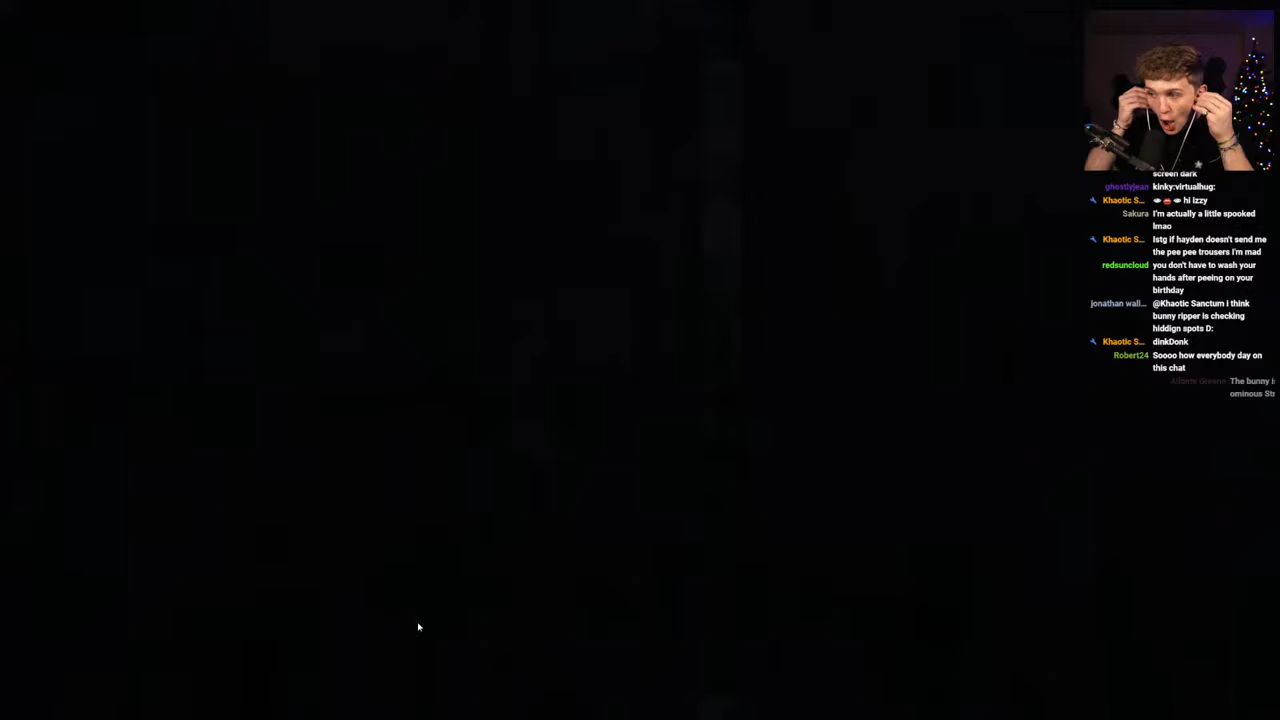 screen dark
ghostlyjean kinky:virtualhug:
Khaotic S... 👁👄👁 hi izzy
Sakura I'm actually a little spooked
lmao
Khaotic S... Istg if hayden doesn't send me
the pee pee trousers I'm mad
redsuncloud you don't have to wash your
hands after peeing on your
birthday
jonathan wall... @Khaotic Sanctum i think
bunny ripper is checking
hiddign spots D:
Khaotic S... dinkDonk
Robert24 Soooo how everybody day on
this chat
The bunny
ominous